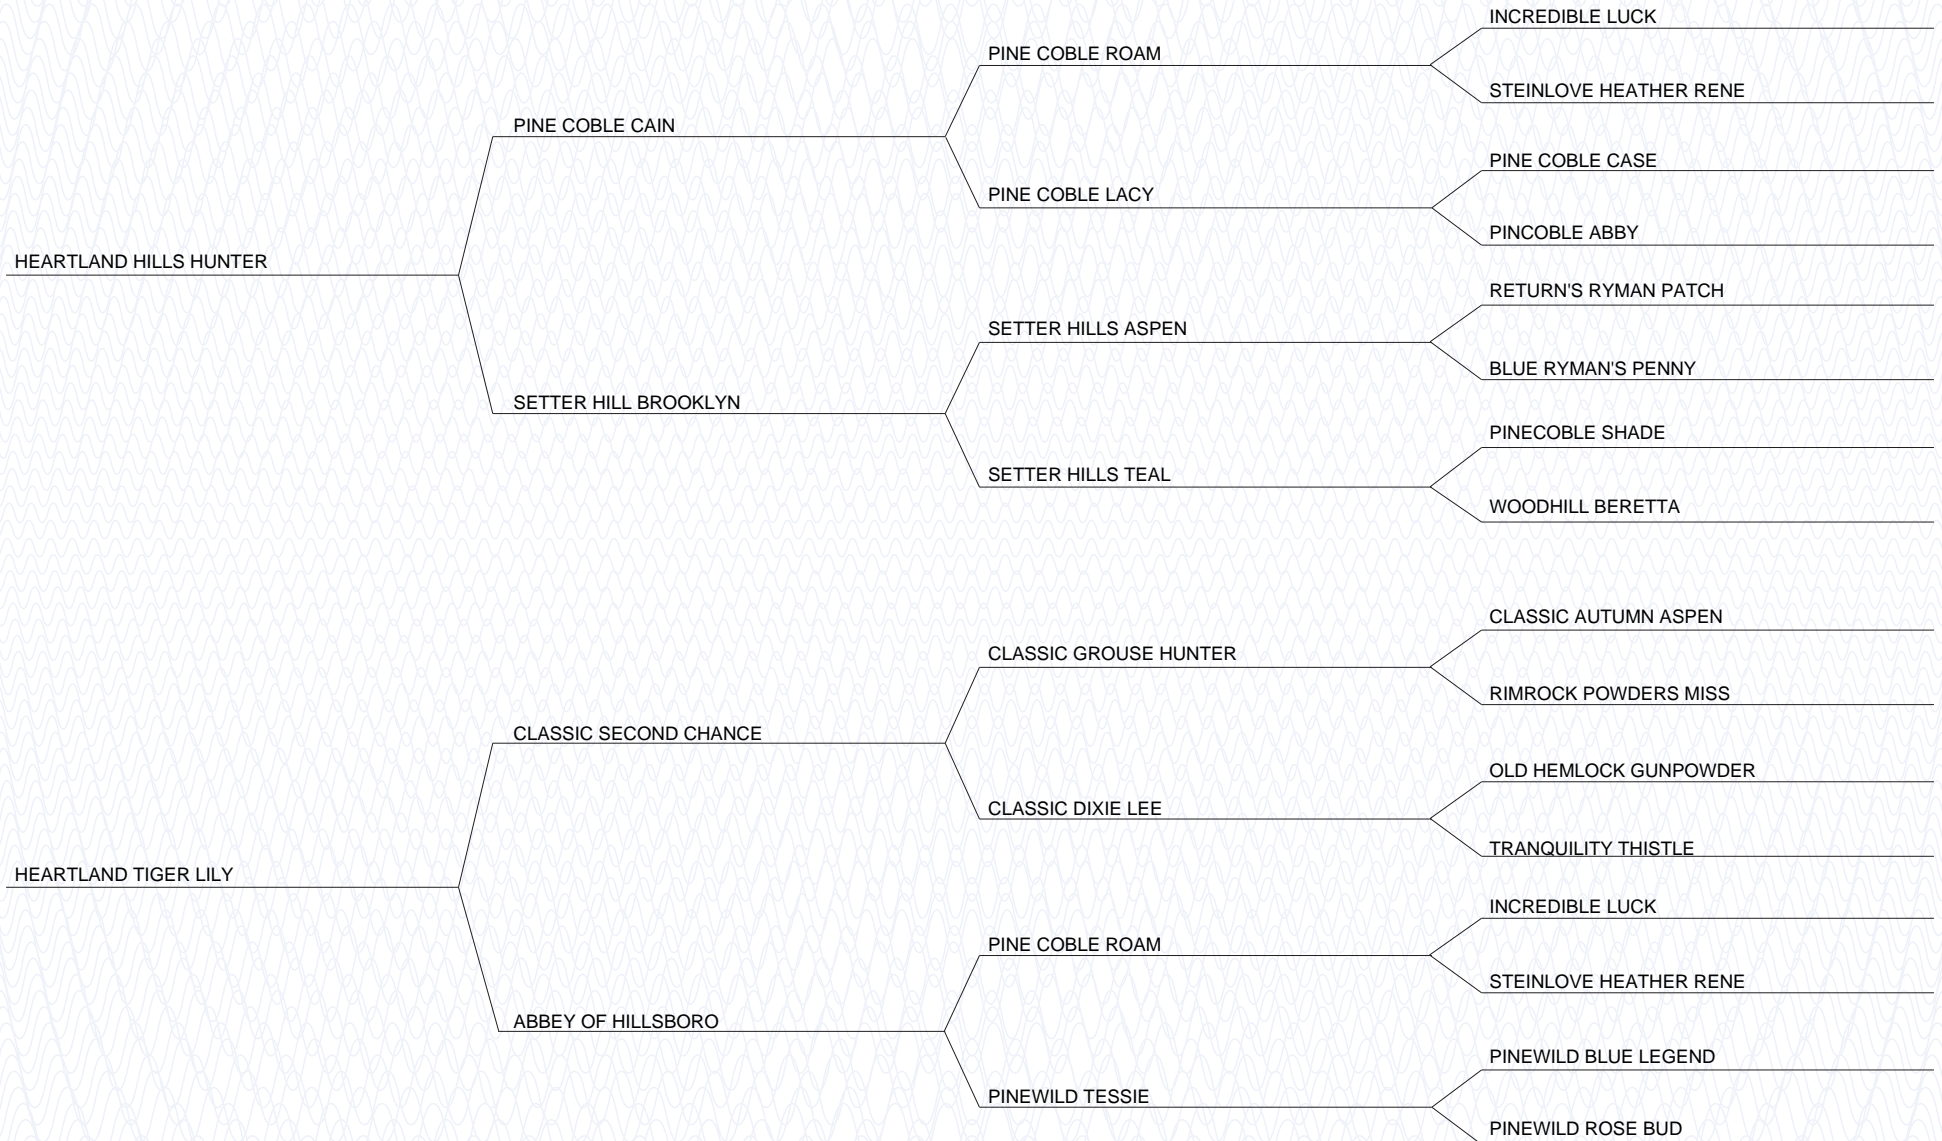 INCREDIBLE LUCK
PINE COBLE ROAM
STEINLOVE HEATHER RENE
PINE COBLE CAIN
PINE COBLE CASE
PINE COBLE LACY
PINCOBLE ABBY
HEARTLAND HILLS HUNTER
RETURN'S RYMAN PATCH
SETTER HILLS ASPEN
BLUE RYMAN'S PENNY
SETTER HILL BROOKLYN
PINECOBLE SHADE
SETTER HILLS TEAL
WOODHILL BERETTA
CLASSIC AUTUMN ASPEN
CLASSIC GROUSE HUNTER
RIMROCK POWDERS MISS
CLASSIC SECOND CHANCE
OLD HEMLOCK GUNPOWDER
CLASSIC DIXIE LEE
TRANQUILITY THISTLE
HEARTLAND TIGER LILY
INCREDIBLE LUCK
PINE COBLE ROAM
STEINLOVE HEATHER RENE
ABBEY OF HILLSBORO
PINEWILD BLUE LEGEND
PINEWILD TESSIE
PINEWILD ROSE BUD